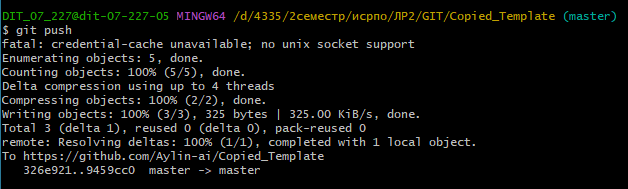 DIT_07_227@dit-07-227-05 MINGW64 /d/4335/2семестр/исрпо/ЛР2/GIT/Copied_Template (master)
$ git push
fatal: credential-cache unavailable; no unix socket support
Enumerating objects: 5, done.
Counting objects: 100% (5/5), done.
Delta compression using up to 4 threads
Compressing objects: 100% (2/2), done.
Writing objects: 100% (3/3), 325 bytes | 325.00 KiB/s, done.
Total 3 (delta 1), reused 0 (delta 0), pack-reused 0
remote: Resolving deltas: 100% (1/1), completed with 1 local object.
To https://github.com/Aylin-ai/Copied_Template
   326e921..9459cc0  master -> master